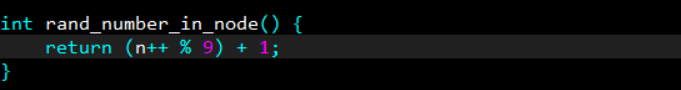 int rand_number_in_node() {
    return (n++ % 9) + 1;
}